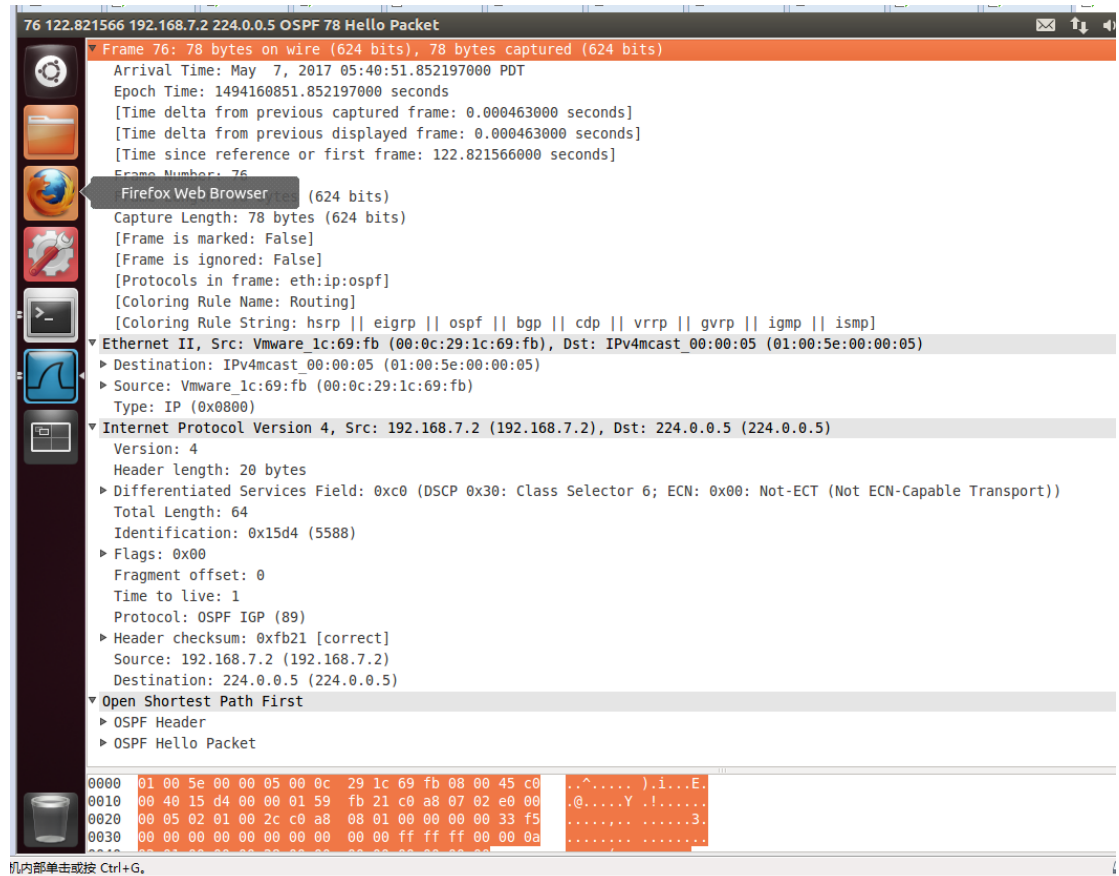 76 122.821566 192.168.7.2 224.0.0.5 OSPF 78 Hello Packet
Frame 76: 78 bytes on wire (624 bits), 78 bytes captured (624 bits)
Arrival Time: May  7, 2017 05:40:51.852197000 PDT
Epoch Time: 1494160851.852197000 seconds
[Time delta from previous captured frame: 0.000463000 seconds]
[Time delta from previous displayed frame: 0.000463000 seconds]
[Time since reference or first frame: 122.821566000 seconds]
Frame Number: 76
Firefox Web Browser
(624 bits)
Capture Length: 78 bytes (624 bits)
[Frame is marked: False]
[Frame is ignored: False]
[Protocols in frame: eth:ip:ospf]
[Coloring Rule Name: Routing]
[Coloring Rule String: hsrp || eigrp || ospf || bgp || cdp || vrrp || gvrp || igmp || ismp]
Ethernet II, Src: Vmware_1c:69:fb (00:0c:29:1c:69:fb), Dst: IPv4mcast_00:00:05 (01:00:5e:00:00:05)
Destination: IPv4mcast_00:00:05 (01:00:5e:00:00:05)
Source: Vmware_1c:69:fb (00:0c:29:1c:69:fb)
Type: IP (0x0800)
Internet Protocol Version 4, Src: 192.168.7.2 (192.168.7.2), Dst: 224.0.0.5 (224.0.0.5)
Version: 4
Header length: 20 bytes
Differentiated Services Field: 0xc0 (DSCP 0x30: Class Selector 6; ECN: 0x00: Not-ECT (Not ECN-Capable Transport))
Total Length: 64
Identification: 0x15d4 (5588)
Flags: 0x00
Fragment offset: 0
Time to live: 1
Protocol: OSPF IGP (89)
Header checksum: 0xfb21 [correct]
Source: 192.168.7.2 (192.168.7.2)
Destination: 224.0.0.5 (224.0.0.5)
Open Shortest Path First
OSPF Header
OSPF Hello Packet
0000  01 00 5e 00 00 05 00 0c  29 1c 69 fb 08 00 45 c0  ..^..... ).i...E.
0010  00 40 15 d4 00 00 01 59  fb 21 c0 a8 07 02 e0 00  .@.....Y .!......
0020  00 05 02 01 00 2c c0 a8  08 01 00 00 00 00 33 f5  .....,.. ......3.
0030  00 00 00 00 00 00 00 00  00 00 ff ff ff 00 00 0a  ........ ........
机内部单击或按 Ctrl+G。